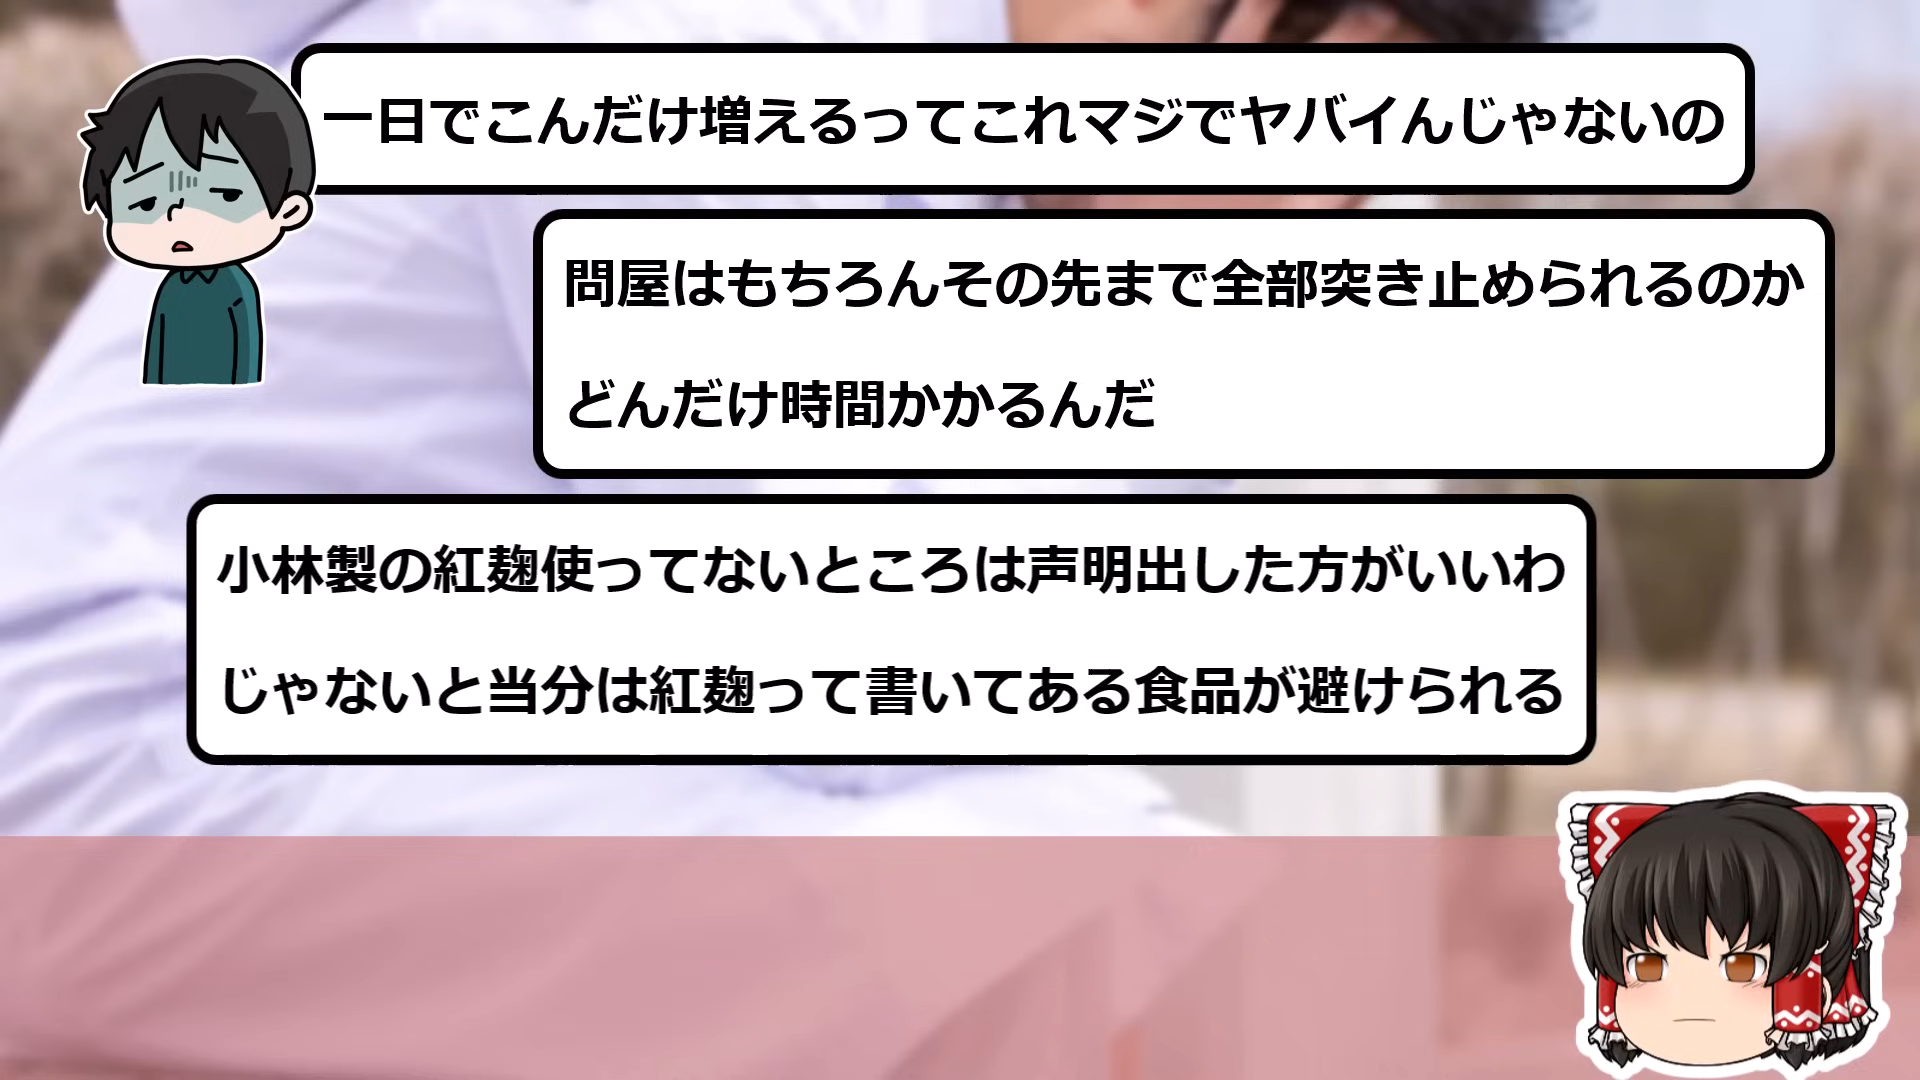 一日でこんだけ増えるってこれマジでヤバイんじゃないの
問屋はもちろんその先まで全部突き止められるのか
どんだけ時間かかるんだ
小林製の紅麹使ってないところは声明出した方がいいわ
じゃないと当分は紅麹って書いてある食品が避けられる